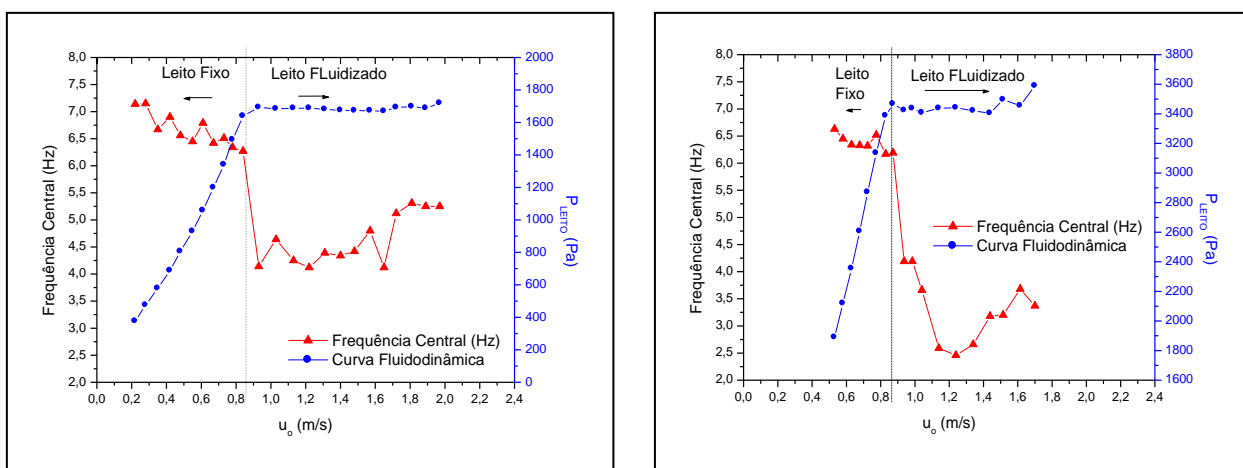 8,0
7,5
7,0
6,5
6,0
5,5
5,0
4,5
4,0
3,5
3,0
2,5
2,0
Frequência Central (Hz)
Leito Fixo
Leito FLuidizado
Frequência Central (Hz)
Curva Fluidodinâmica
2000
1800
1600
1400
1200
1000
800
600
400
200
0
P LEITO (Pa)
0,0 0,2 0,4 0,6 0,8 1,0 1,2 1,4 1,6 1,8 2,0 2,2 2,4
uo (m/s)
8,0
7,5
7,0
6,5
6,0
5,5
5,0
4,5
4,0
3,5
3,0
2,5
2,0
Frequência Central (Hz)
Leito
Fixo
Leito FLuidizado
Frequência Central (Hz)
Curva Fluidodinâmica
3800
3600
3400
3200
3000
2800
2600
2400
2200
2000
1800
1600
P LEITO (Pa)
0,0 0,2 0,4 0,6 0,8 1,0 1,2 1,4 1,6 1,8 2,0 2,2 2,4
uo (m/s)